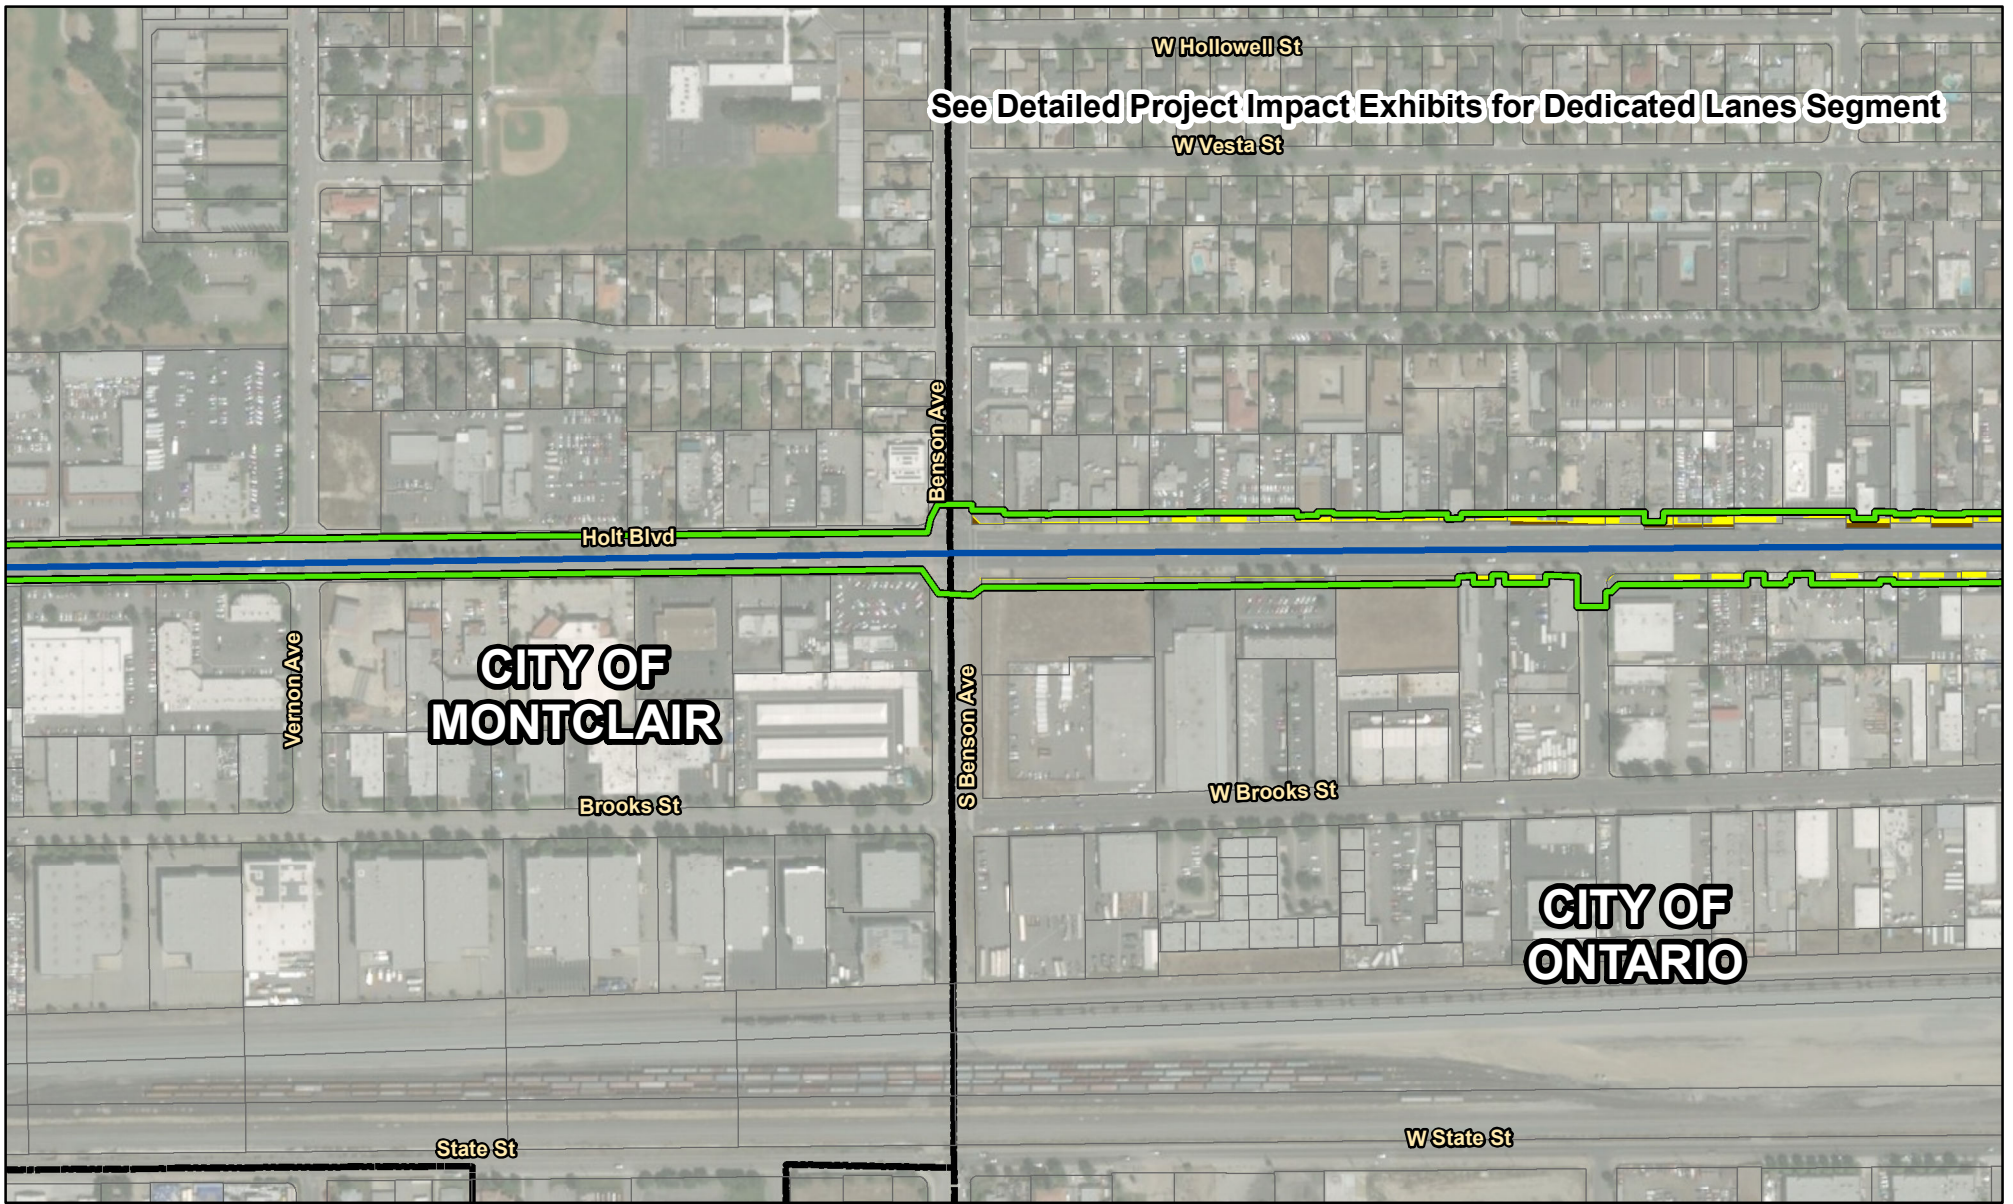 W Hollowell St
See Detailed Project Impact Exhibits for Dedicated Lanes Segment
W Vesta St
Benson Ave
Holt Blvd
Vernon Ave
CITY OF
MONTCLAIR
S Benson Ave
Brooks St
W Brooks St
CITY OF
ONTARIO
State St
W State St